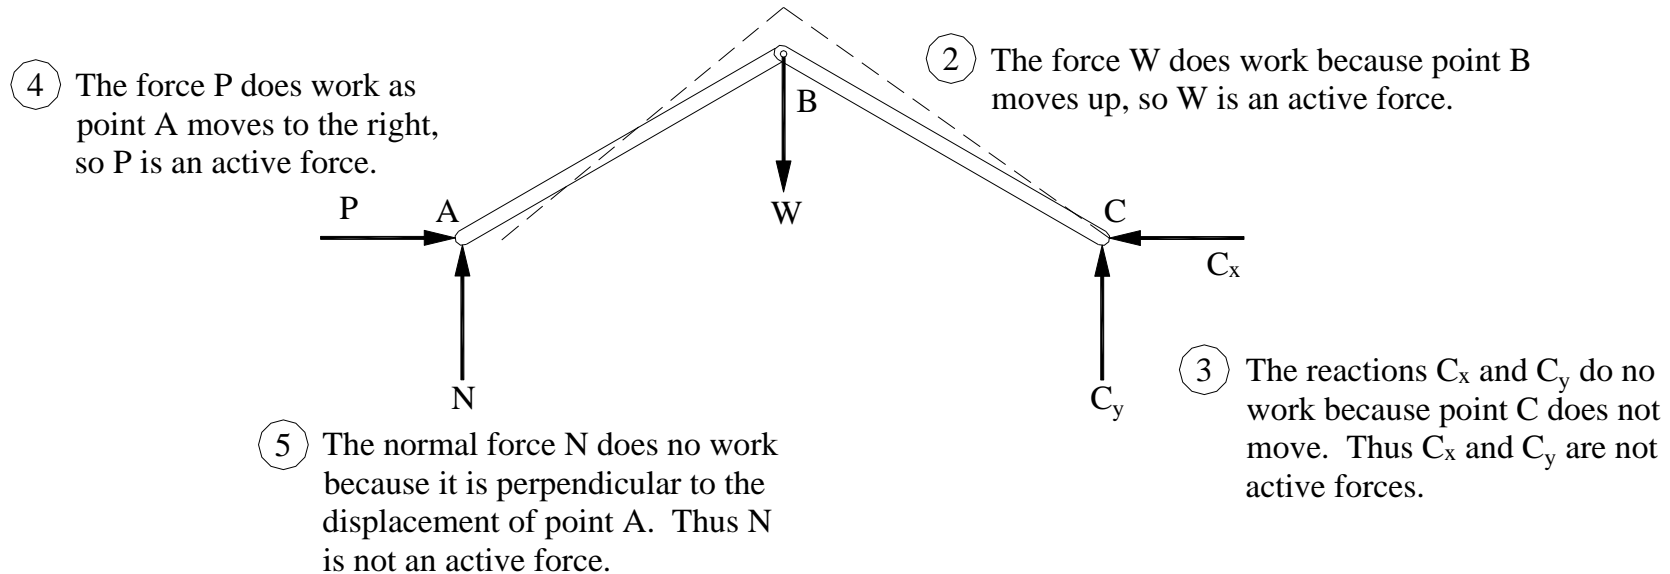 4 The force P does work as
point A moves to the right,
so P is an active force.
2 The force W does work because point B
moves up, so W is an active force.
B
W
P
A
C
Cx
N
Cy
3 The reactions Cx and Cy do no
work because point C does not
move. Thus Cx and Cy are not
active forces.
5 The normal force N does no work
because it is perpendicular to the
displacement of point A. Thus N
is not an active force.